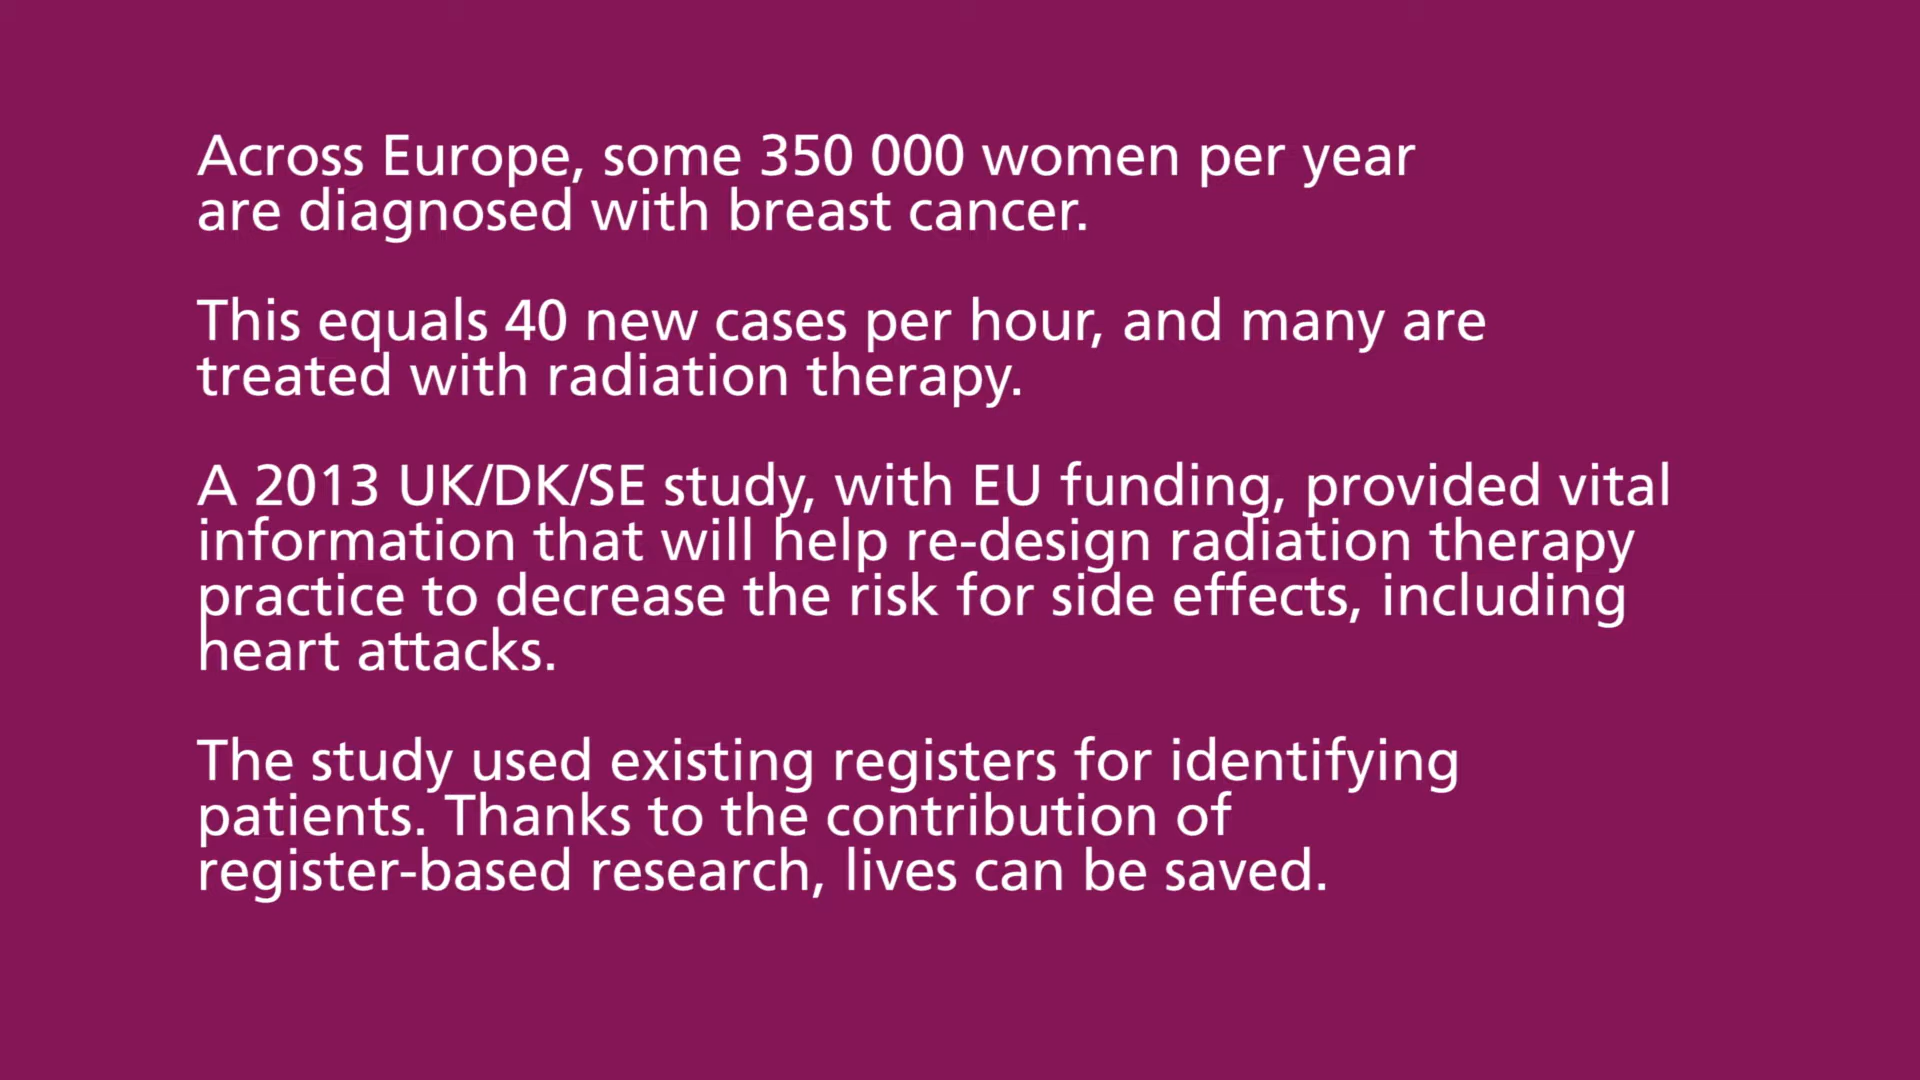 Across Europe, some 350 000 women per year
are diagnosed with breast cancer.
This equals 40 new cases per hour, and many are
treated with radiation therapy.
A 2013 UK/DK/SE study, with EU funding, provided vital
information that will help re-design radiation therapy
practice to decrease the risk for side effects, including
heart attacks.
The study used existing registers for identifying
patients. Thanks to the contribution of
register-based research, lives can be saved.